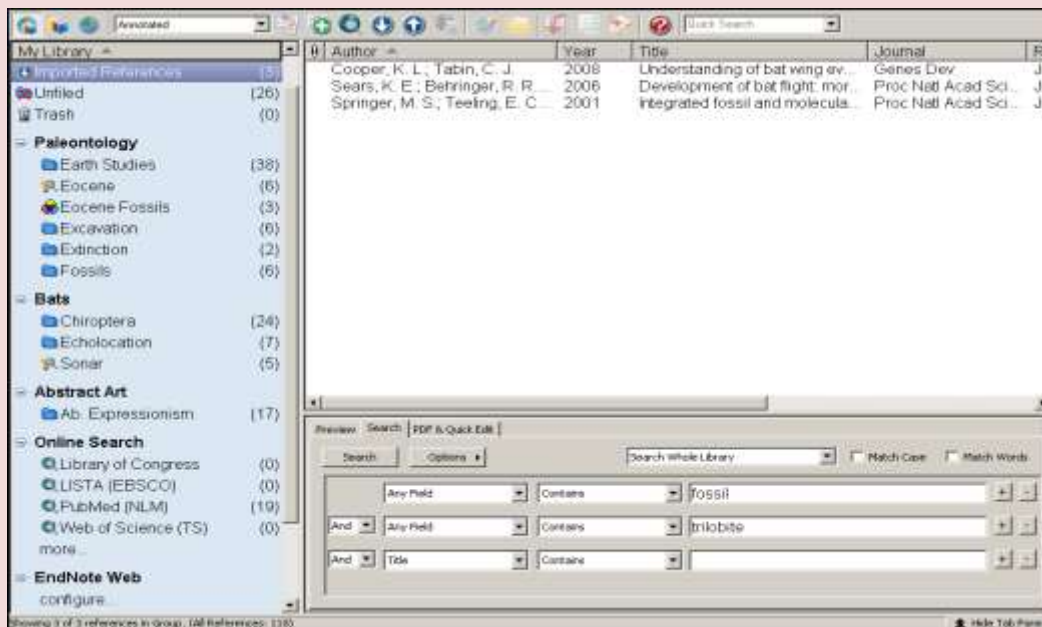 Annotated
Quick Search
My Library
Author Year Title Journal
Imported References (3)
Unfiled (26)
Trash (0)
Paleontology
Earth Studies (38)
Eocene (6)
Eocene Fossils (3)
Excavation (6)
Extinction (2)
Fossils (6)
Bats
Chiroptera (24)
Echolocation (7)
Sonar (5)
Abstract Art
Ab. Expressionism (17)
Online Search
Library of Congress (0)
LISTA (EBSCO) (0)
PubMed (NLM) (19)
Web of Science (TS) (0)
more...
EndNote Web
configure...
Cooper, K. L.; Tabin, C. J. 2008 Understanding of bat wing ev... Genes Dev J
Sears, K. E.; Behringer, R. R... 2006 Development of bat flight: mor... Proc Natl Acad Sci... J
Springer, M. S.; Teeling, E. C... 2001 Integrated fossil and molecula... Proc Natl Acad Sci... J
Preview Search PDF & Quick Edit
Search Options Search Whole Library Match Case Match Words
Any Field Contains fossil + -
And Any Field Contains trilobite + -
And Title Contains + -
Showing 3 of 3 references in Group. (All References:
Hide Tab Pane